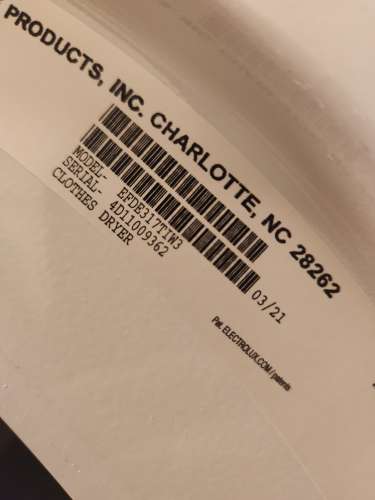 PRODUCTS, INC. CHARLOTTE, NC 28262
MODEL- EFDE317TIW3
SERIAL- 4D11009362
CLOTHES DRYER
03/21
Pat. ELECTROLUX.COM/patents